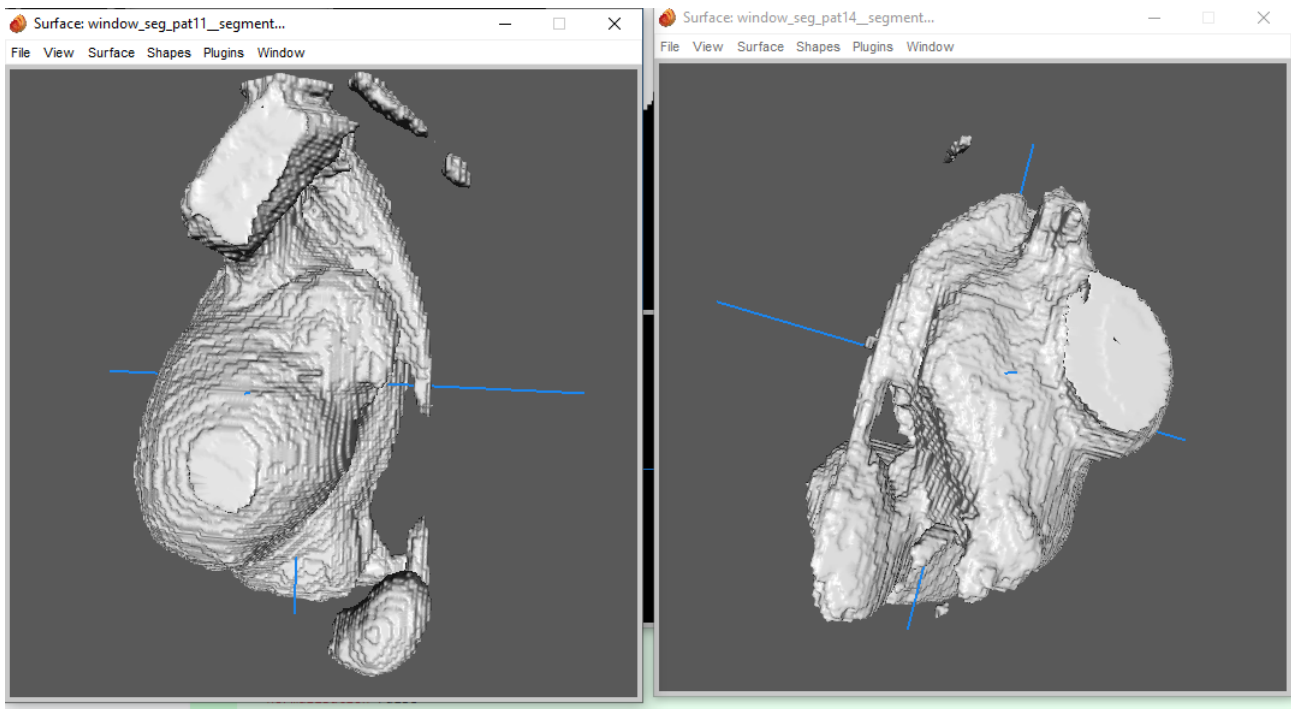 Surface: window_seg_pat11__segment...
File View Surface Shapes Plugins Window
Surface: window_seg_pat14__segment...
File View Surface Shapes Plugins Window